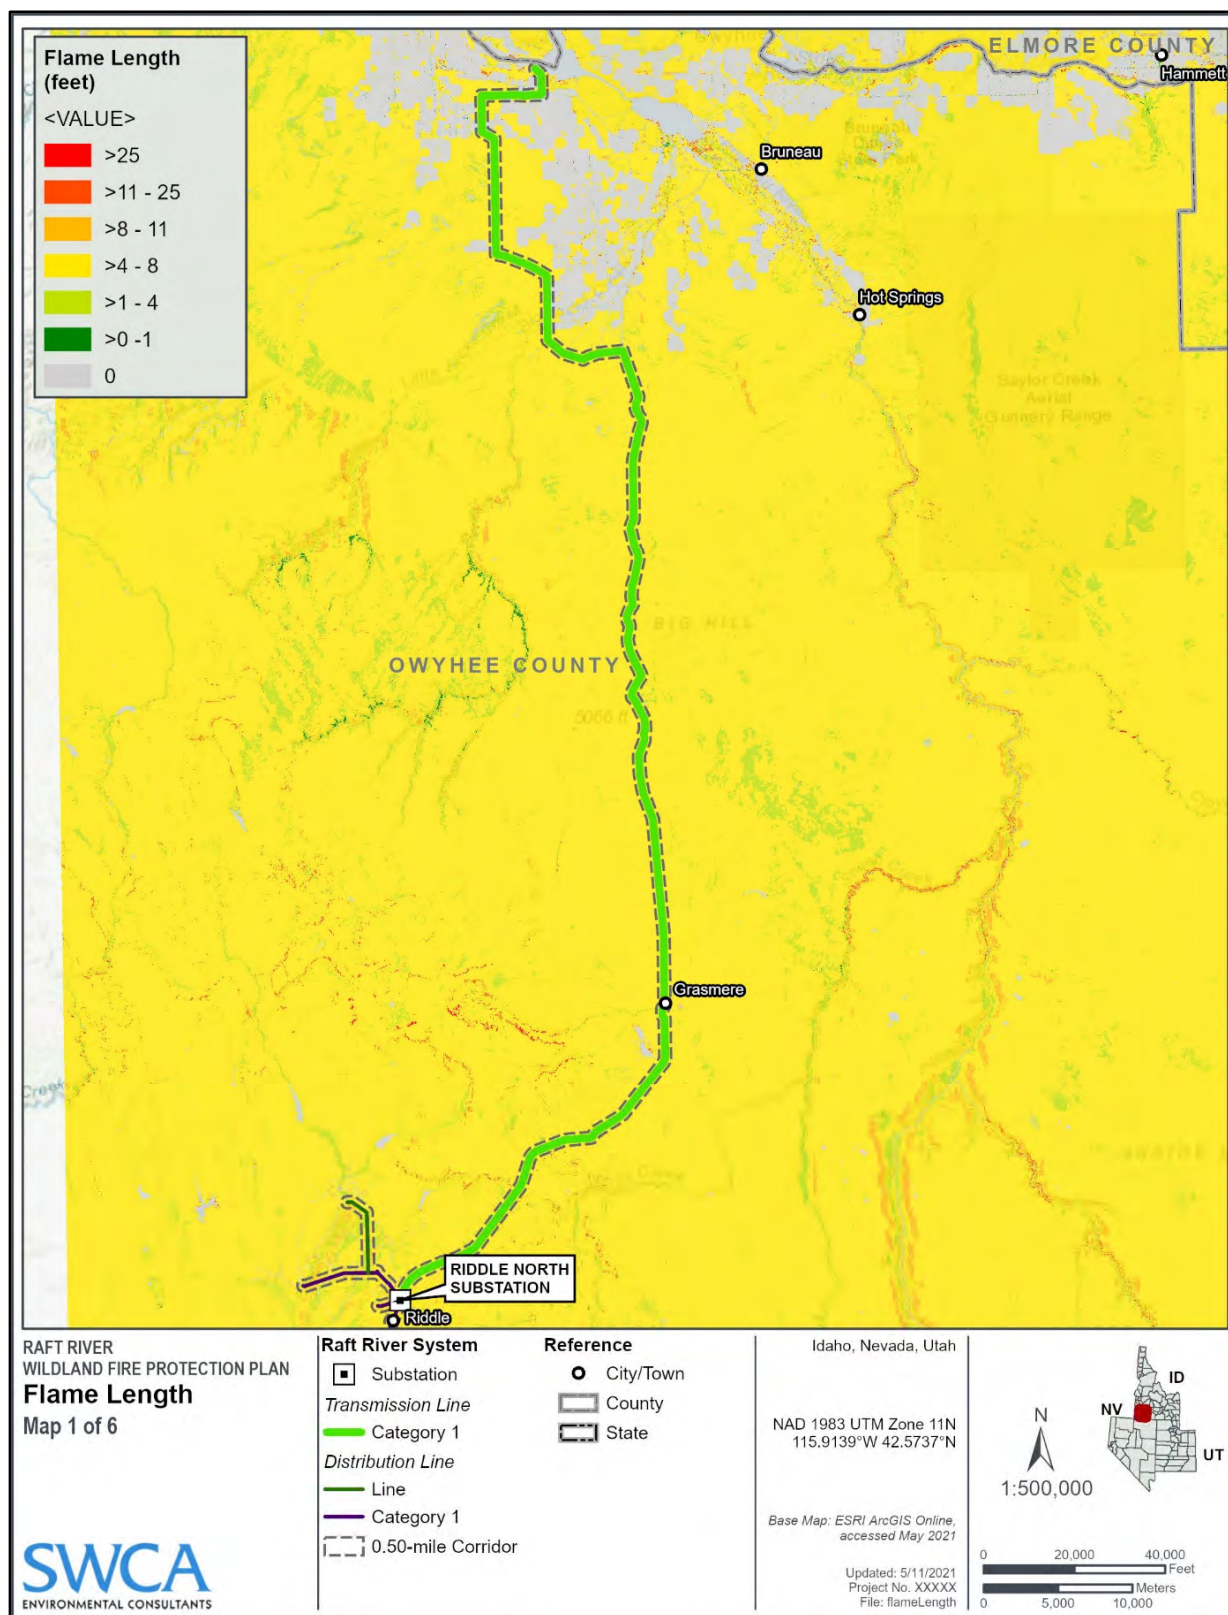 Flame Length
(feet)
<VALUE>
>25
>11 - 25
>8 - 11
>4 - 8
>1 - 4
>0 -1
0
ELMORE COUNTY
Hammett
Bruneau
Hot Springs
Saylor Creek
Aerial
Gunnery Range
Little
BIG HILL
OWYHEE COUNTY
5066 ft
Grasmere
Creek
RIDDLE NORTH
SUBSTATION
Riddle
RAFT RIVER
WILDLAND FIRE PROTECTION PLAN
Flame Length
Map 1 of 6
SWCA
ENVIRONMENTAL CONSULTANTS
Raft River System
Substation
Transmission Line
Category 1
Distribution Line
Line
Category 1
0.50-mile Corridor
Reference
City/Town
County
State
Idaho, Nevada, Utah
NAD 1983 UTM Zone 11N
115.9139°W 42.5737°N
Base Map: ESRI ArcGIS Online,
accessed May 2021
Updated: 5/11/2021
Project No. XXXXX
File: flameLength
N
1:500,000
ID
NV
UT
0 20,000 40,000
Feet
Meters
0 5,000 10,000